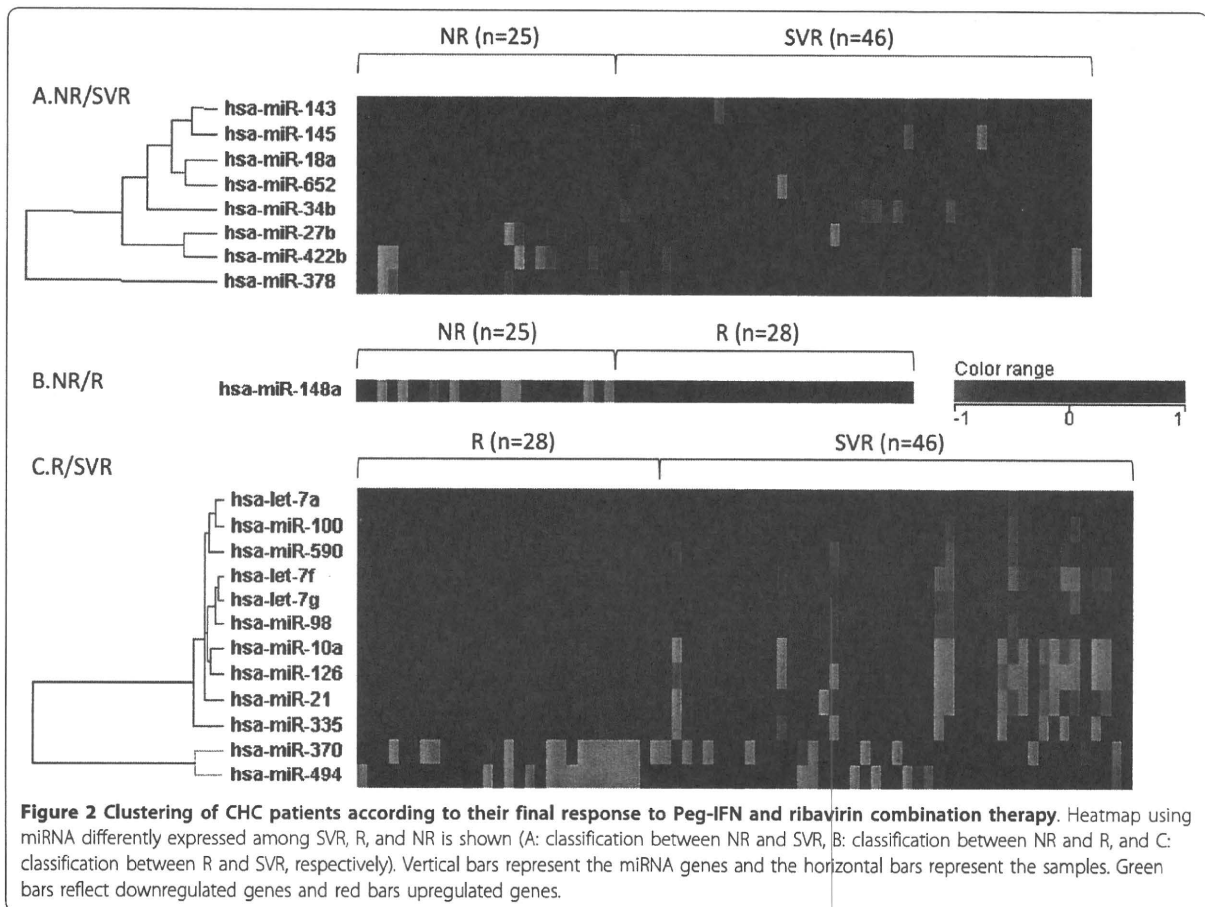 NR (n=25) SVR (n=46)
A.NR/SVR
hsa-miR-143
hsa-miR-145
hsa-miR-18a
hsa-miR-652
hsa-miR-34b
hsa-miR-27b
hsa-miR-422b
hsa-miR-378
NR (n=25) R (n=28)
B.NR/R
hsa-miR-148a
Color range
-1 0 1
R (n=28) SVR (n=46)
C.R/SVR
hsa-let-7a
hsa-miR-100
hsa-miR-590
hsa-let-7f
hsa-let-7g
hsa-miR-98
hsa-miR-10a
hsa-miR-126
hsa-miR-21
hsa-miR-335
hsa-miR-370
hsa-miR-494
Figure 2 Clustering of CHC patients according to their final response to Peg-IFN and ribavirin combination therapy. Heatmap using
miRNA differently expressed among SVR, R, and NR is shown (A: classification between NR and SVR, B: classification between NR and R, and C:
classification between R and SVR, respectively). Vertical bars represent the miRNA genes and the horizontal bars represent the samples. Green
bars reflect downregulated genes and red bars upregulated genes.